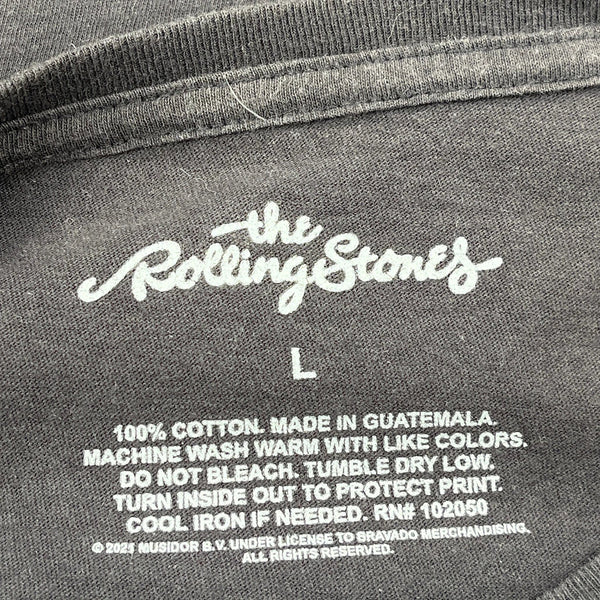 the
Rolling Stones
L
100% COTTON. MADE IN GUATEMALA.
MACHINE WASH WARM WITH LIKE COLORS.
DO NOT BLEACH. TUMBLE DRY LOW.
TURN INSIDE OUT TO PROTECT PRINT.
COOL IRON IF NEEDED. RN# 102050
© 2021 MUSIDOR B.V. UNDER LICENSE TO BRAVADO MERCHANDISING.
ALL RIGHTS RESERVED.